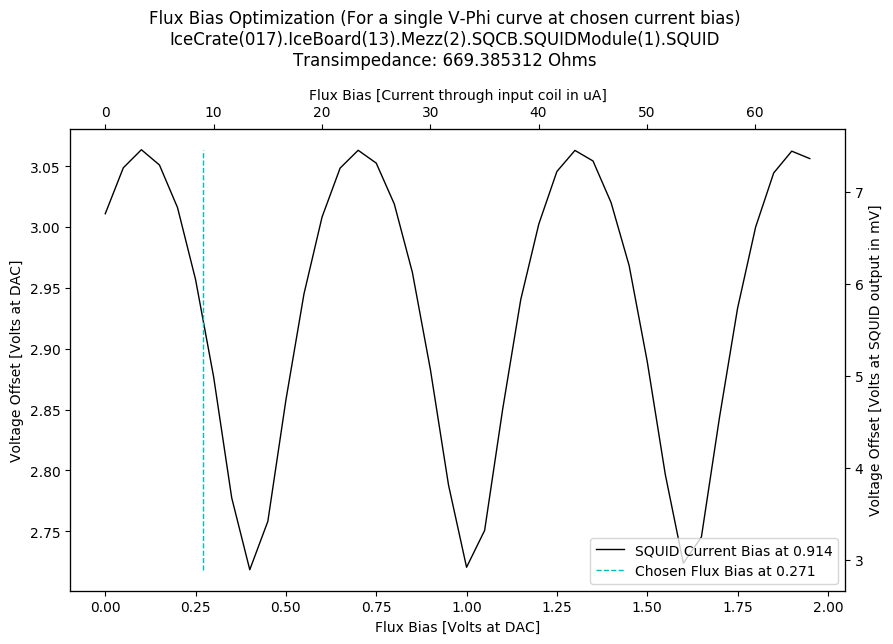 Flux Bias Optimization (For a single V-Phi curve at chosen current bias)
IceCrate(017).IceBoard(13).Mezz(2).SQCB.SQUIDModule(1).SQUID
Transimpedance: 669.385312 Ohms
Flux Bias [Current through input coil in uA]
0 10 20 30 40 50 60
Voltage Offset [Volts at DAC]
3.05
3.00
2.95
2.90
2.85
2.80
2.75
7
6
5
4
3
Voltage Offset [Volts at SQUID output in mV]
SQUID Current Bias at 0.914
Chosen Flux Bias at 0.271
0.00 0.25 0.50 0.75 1.00 1.25 1.50 1.75 2.00
Flux Bias [Volts at DAC]